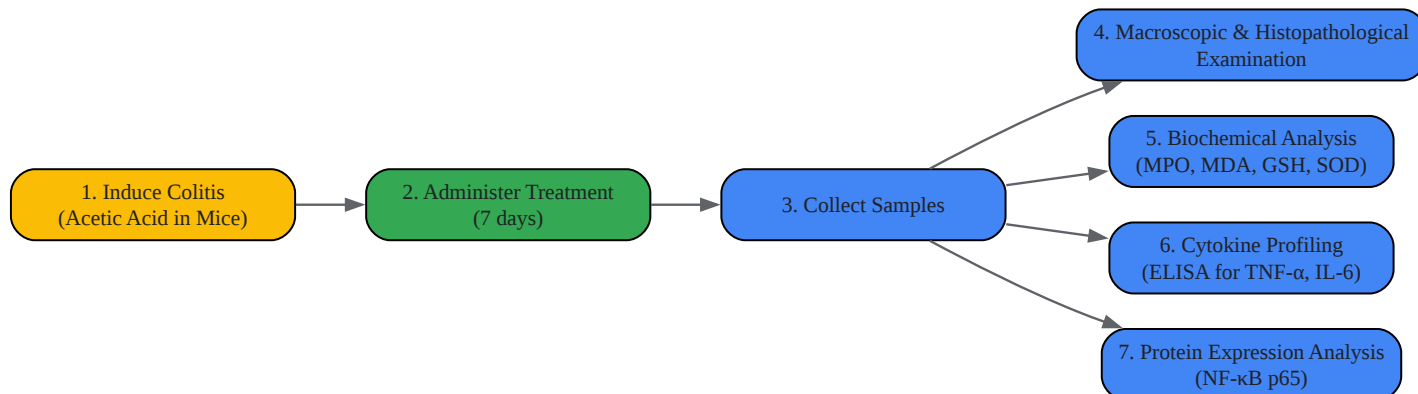 1. Induce Colitis
(Acetic Acid in Mice)
2. Administer Treatment
(7 days)
3. Collect Samples
4. Macroscopic & Histopathological
Examination
5. Biochemical Analysis
(MPO, MDA, GSH, SOD)
6. Cytokine Profiling
(ELISA for TNF-α, IL-6)
7. Protein Expression Analysis
(NF-κB p65)